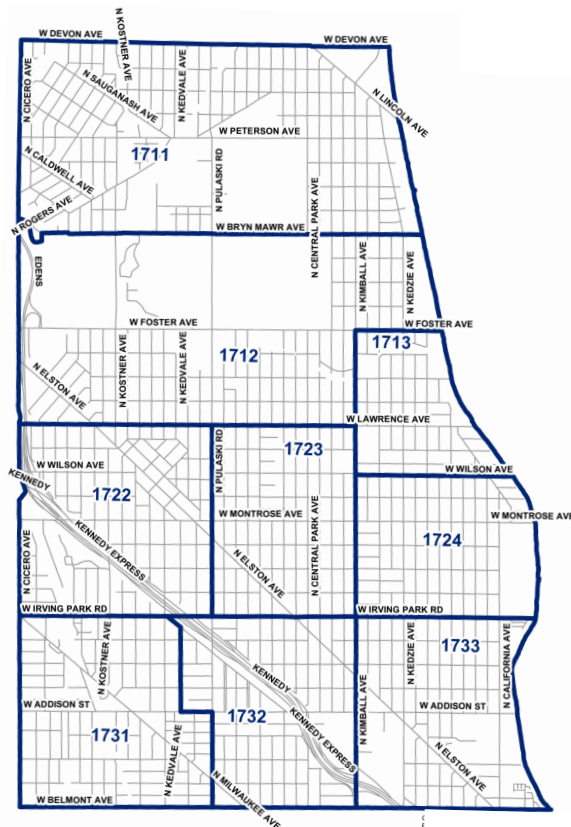 W DEVON AVE
W DEVON AVE
N KOSTNER AVE
N CICERO AVE
N SAUGANASH AVE
N KEDVALE AVE
N LINCOLN AVE
W PETERSON AVE
1711
N CALDWELL AVE
N PULASKI RD
N CENTRAL PARK AVE
N ROGERS AVE
W BRYN MAWR AVE
EDENS
N KIMBALL AVE
N KEDZIE AVE
W FOSTER AVE
W FOSTER AVE
1712
1713
N ELSTON AVE
N KOSTNER AVE
N KEDVALE AVE
W LAWRENCE AVE
N PULASKI RD
1723
W WILSON AVE
W WILSON AVE
KENNEDY
1722
W MONTROSE AVE
W MONTROSE AVE
N CENTRAL PARK AVE
KENNEDY EXPRESS
1724
N CICERO AVE
N ELSTON AVE
W IRVING PARK RD
W IRVING PARK RD
N KOSTNER AVE
N KEDZIE AVE
1733
N CALIFORNIA AVE
KENNEDY
W ADDISON ST
N KIMBALL AVE
W ADDISON ST
1731
1732
KENNEDY EXPRESS
N KEDVALE AVE
N ELSTON AVE
N MILWAUKEE AVE
W BELMONT AVE